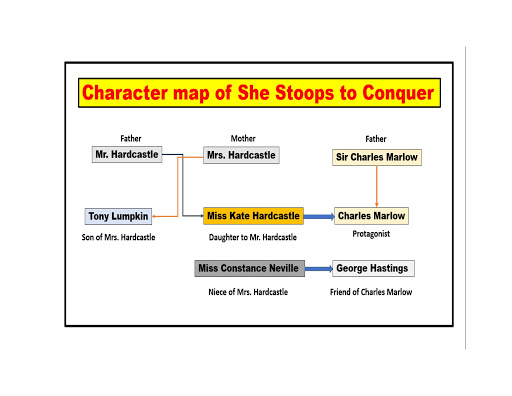 Character map of She Stoops to Conquer
Father
Mother
Father
Mr. Hardcastle
Mrs. Hardcastle
Sir Charles Marlow
Tony Lumpkin
Miss Kate Hardcastle
Charles Marlow
Son of Mrs. Hardcastle
Daughter to Mr. Hardcastle
Protagonist
Miss Constance Neville
George Hastings
Niece of Mrs. Hardcastle
Friend of Charles Marlow